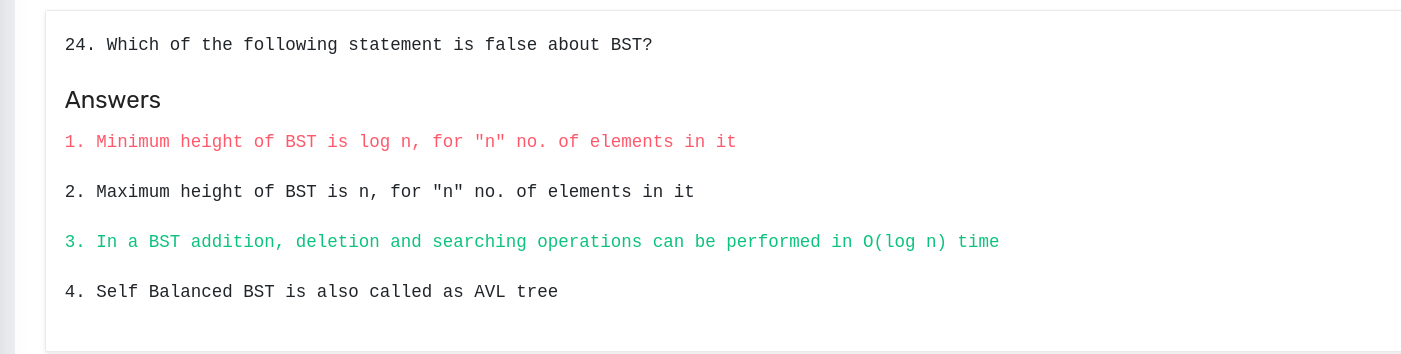 24. Which of the following statement is false about BST?
Answers
1. Minimum height of BST is log n, for "n" no. of elements in it
2. Maximum height of BST is n, for "n" no. of elements in it
3. In a BST addition, deletion and searching operations can be performed in O(log n) time
4. Self Balanced BST is also called as AVL tree